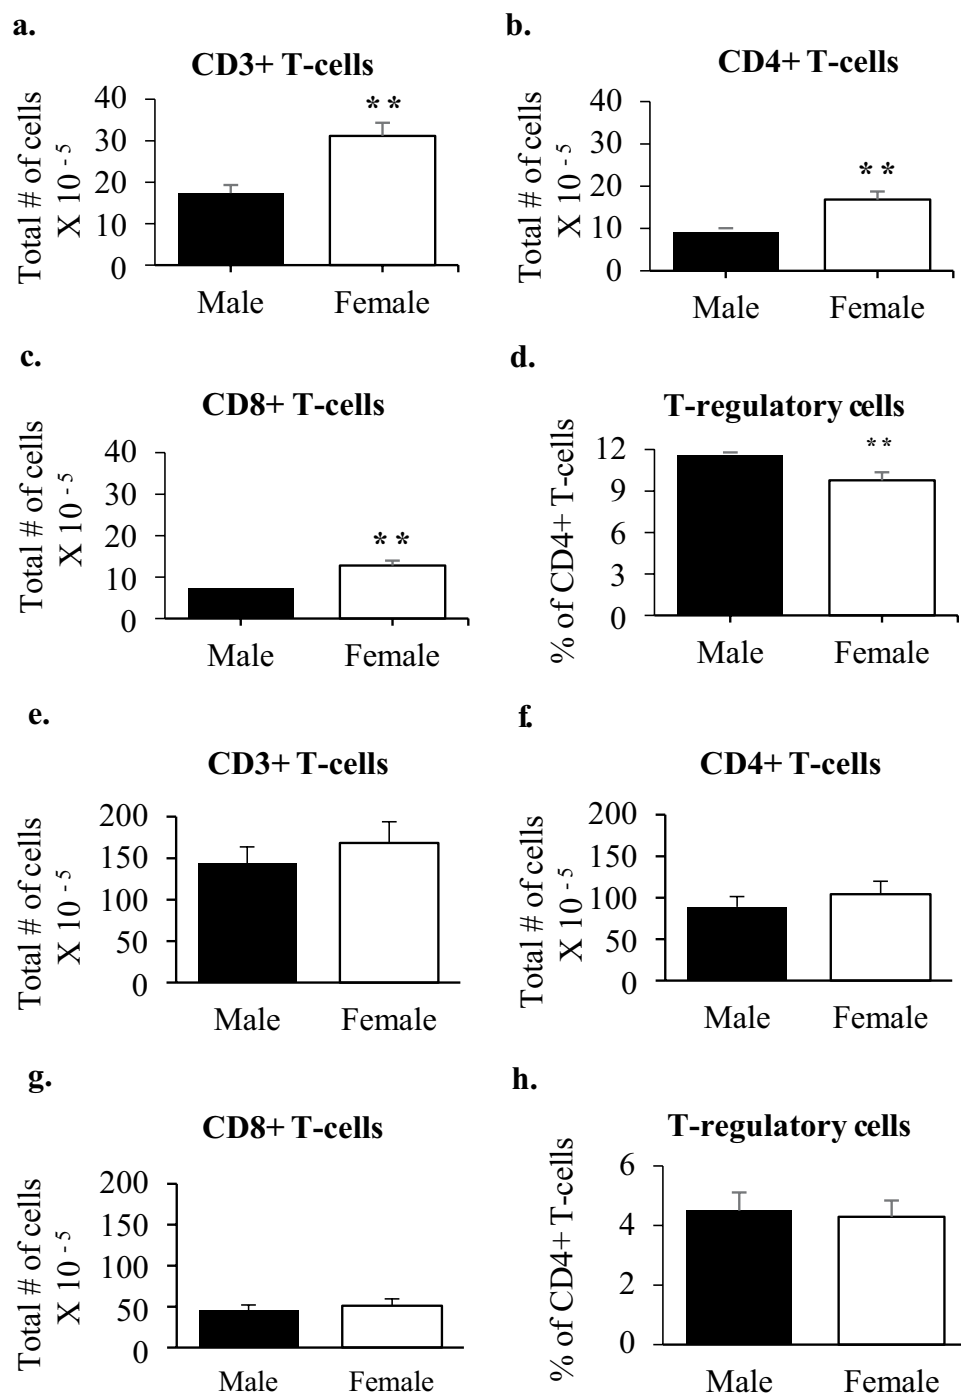 a.
CD3+ T-cells
Total # of cells
X 10 - 5
40
30
20
10
0
**
Male
Female
b.
CD4+ T-cells
Total # of cells
X 10 - 5
40
30
20
10
0
**
Male
Female
c.
CD8+ T-cells
Total # of cells
X 10 - 5
40
30
20
10
0
**
Male
Female
d.
T-regulatory cells
% of CD4+ T-cells
12
9
6
3
0
**
Male
Female
e.
CD3+ T-cells
Total # of cells
X 10 - 5
200
150
100
50
0
Male
Female
f.
CD4+ T-cells
Total # of cells
X 10 - 5
200
150
100
50
0
Male
Female
g.
CD8+ T-cells
Total # of cells
X 10 - 5
200
150
100
50
0
Male
Female
h.
T-regulatory cells
% of CD4+ T-cells
6
4
2
0
Male
Female